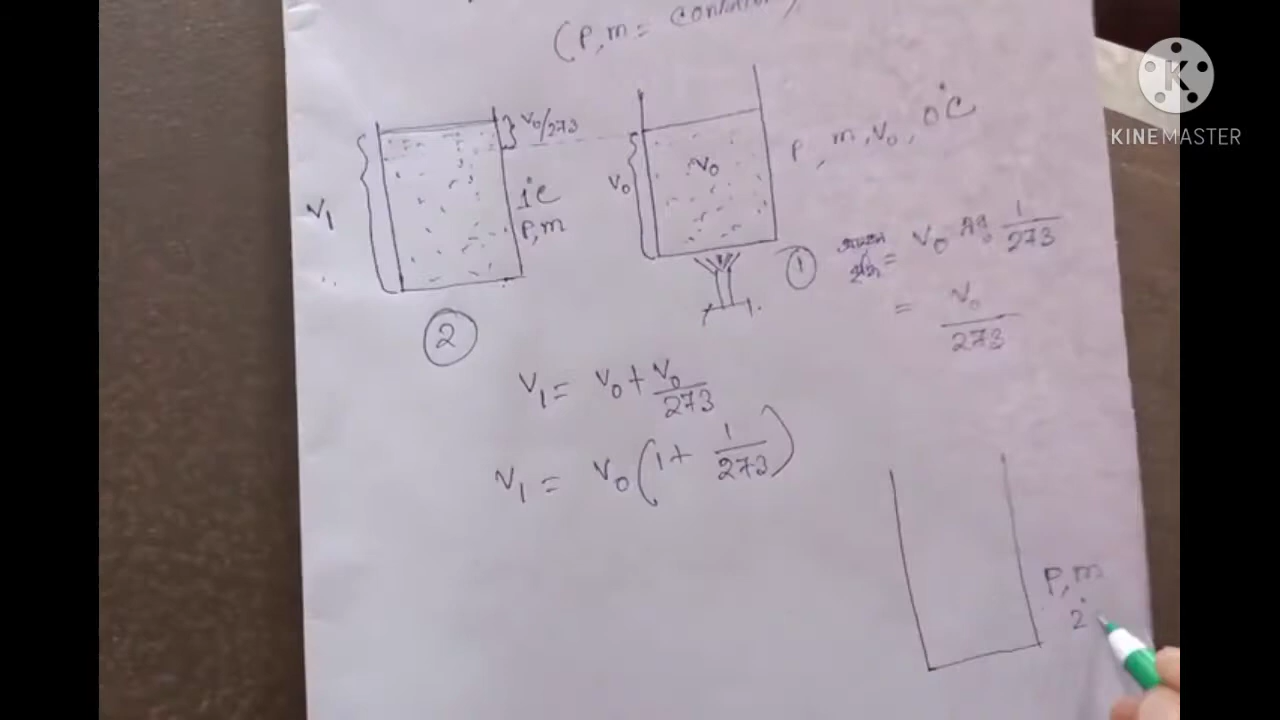 (P, m = constant)
V₀/273
V₁
1°C
P, m
2
V₀
V₀
P, m, V₀, 0°C
1
= V₀ এর 1/273
= V₀/273
V₁ = V₀ + V₀/273
V₁ = V₀(1 + 1/273)
P, m
2°
KINEMASTER